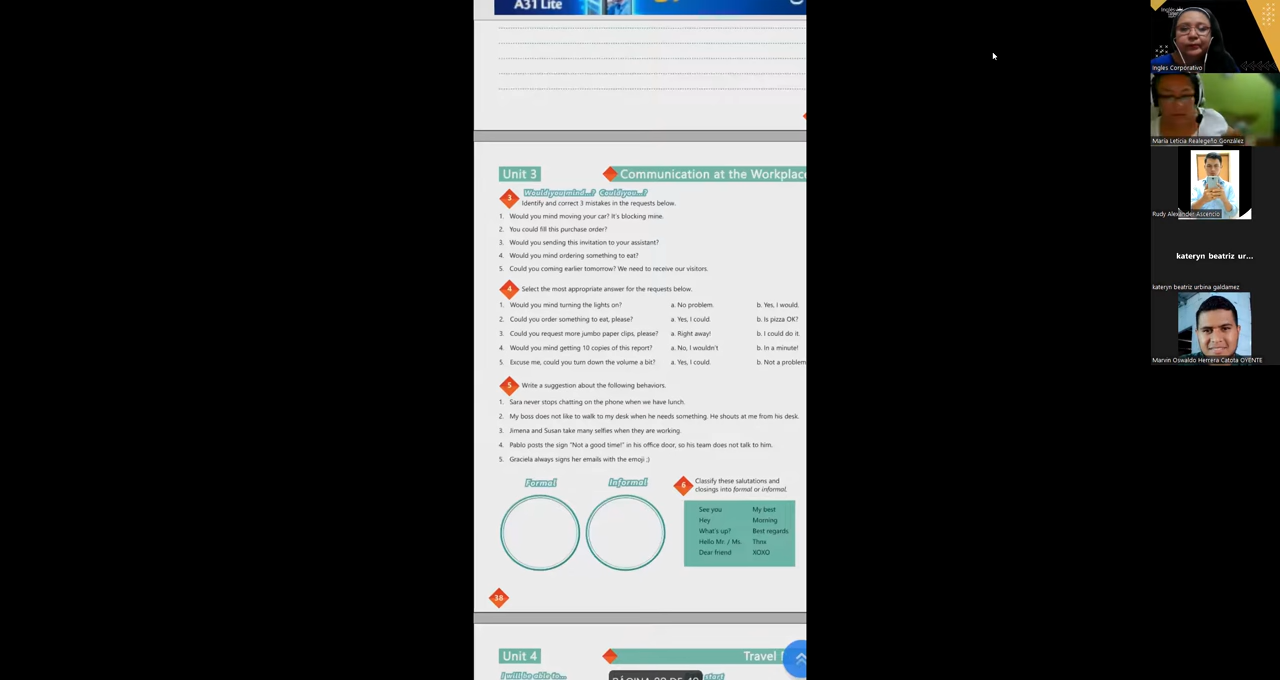 A31 Lite
Unit 3
Communication at the Workplac
3
Would you mind...? Could you...?
Identify and correct 3 mistakes in the requests below.
1. Would you mind moving your car? It's blocking mine.
2. You could fill this purchase order?
3. Would you sending this invitation to your assistant?
4. Would you mind ordering something to eat?
5. Could you coming earlier tomorrow? We need to receive our visitors.
4 Select the most appropriate answer for the requests below.
1. Would you mind turning the lights on? a. No problem. b. Yes, I would.
2. Could you order something to eat, please? a. Yes, I could. b. Is pizza OK?
3. Could you request more jumbo paper clips, please? a. Right away! b. I could do it.
4. Would you mind getting 10 copies of this report? a. No, I wouldn't b. In a minute!
5. Excuse me, could you turn down the volume a bit? a. Yes, I could. b. Not a problem
5 Write a suggestion about the following behaviors.
1. Sara never stops chatting on the phone when we have lunch.
2. My boss does not like to walk to my desk when he needs something. He shouts at me from his desk.
3. Jimena and Susan take many selfies when they are working.
4. Pablo posts the sign "Not a good time!" in his office door, so his team does not talk to him.
5. Graciela always signs her emails with the emoji ;)
Formal
Informal
6 Classify these salutations and
closings into formal or informal.
See you My best
Hey Morning
What's up? Best regards
Hello Mr. / Ms. Thnx
Dear friend XOXO
38
Unit 4
Travel
I will be able to...
start
Ingles Corporativo
María Leticia Realegeño González
Rudy Alexander Ascencio
kateryn beatriz ur...
kateryn beatriz urbina galdamez
Marvin Oswaldo Herrera Catota OYENTE